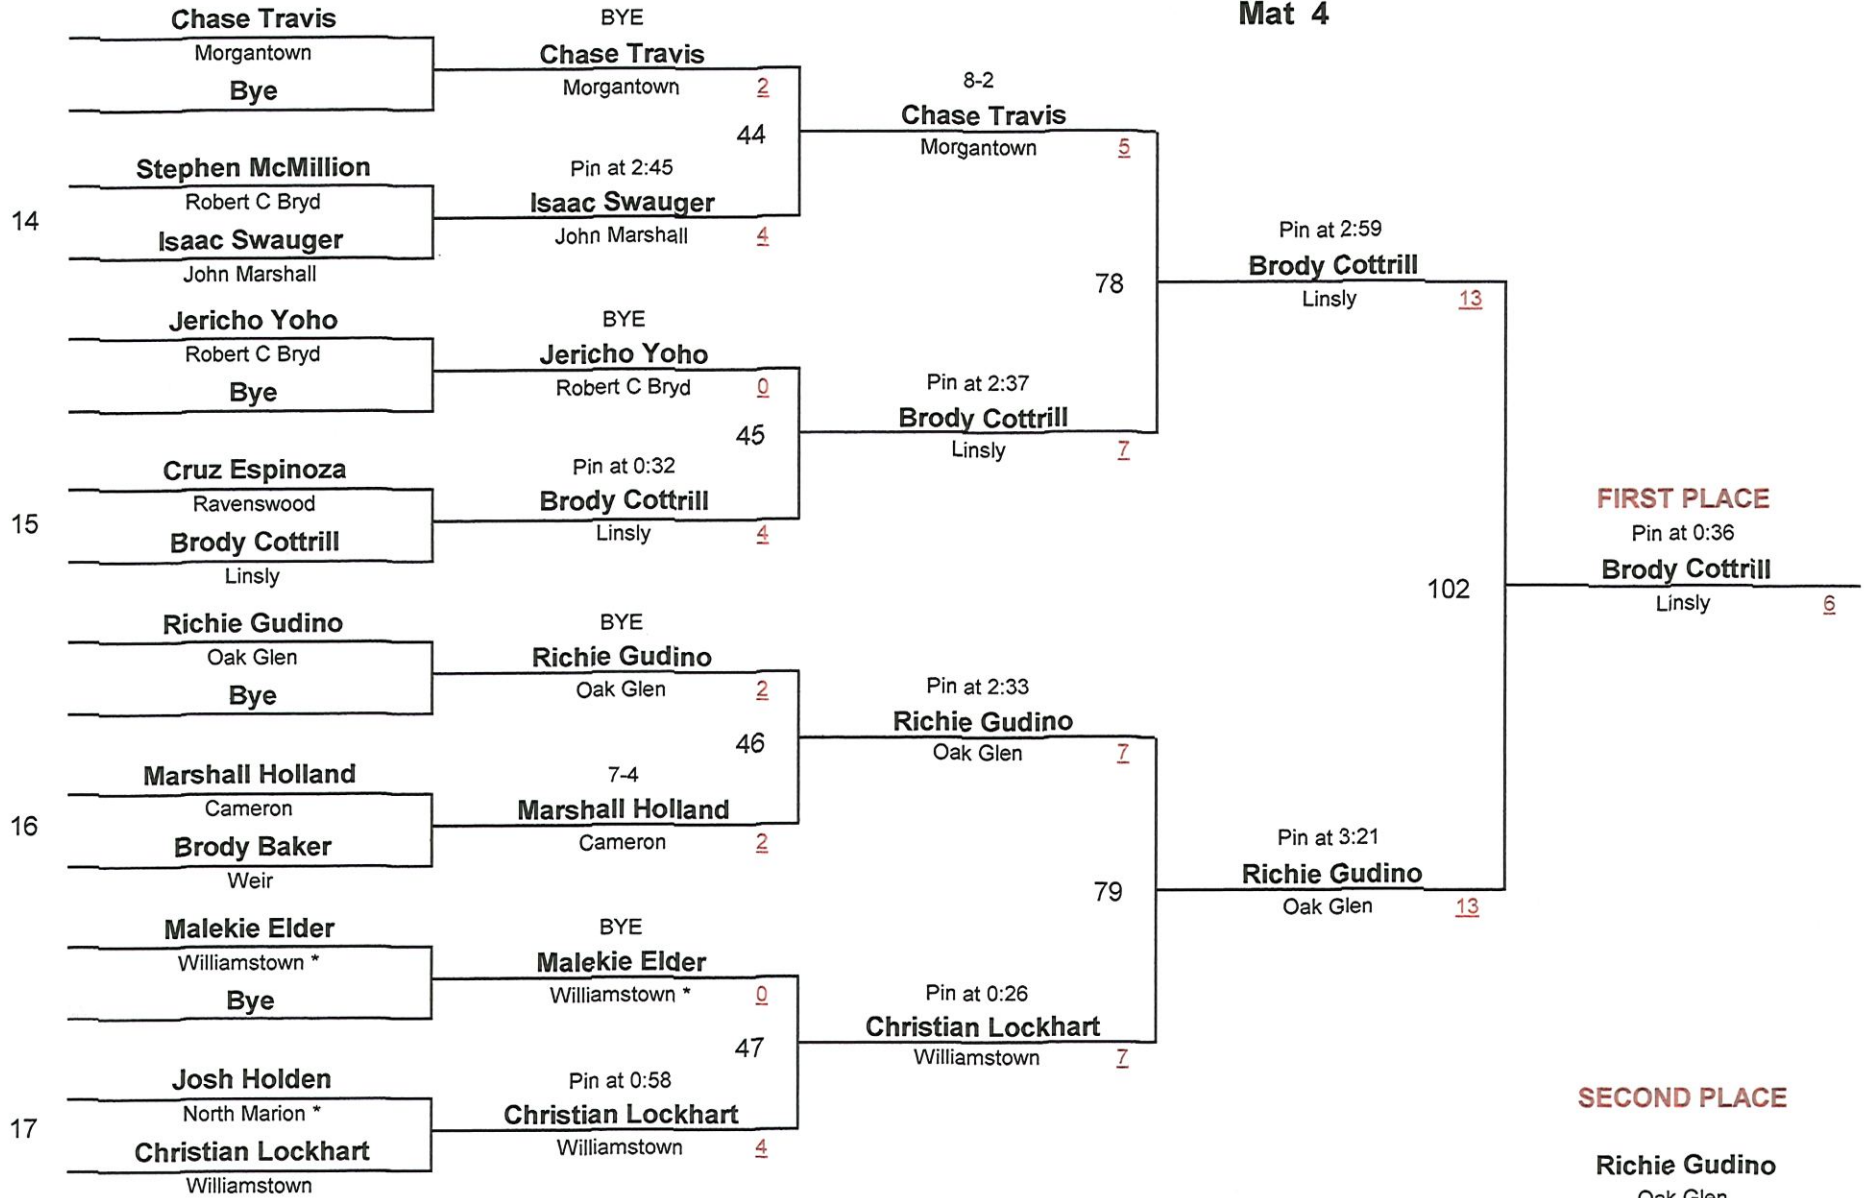 Mat 4
Chase Travis
Morgantown
Bye
14
Stephen McMillion
Robert C Bryd
Isaac Swauger
John Marshall
Jericho Yoho
Robert C Bryd
Bye
15
Cruz Espinoza
Ravenswood
Brody Cottrill
Linsly
Richie Gudino
Oak Glen
Bye
16
Marshall Holland
Cameron
Brody Baker
Weir
Malekie Elder
Williamstown *
Bye
17
Josh Holden
North Marion *
Christian Lockhart
Williamstown
BYE
Chase Travis
Morgantown 2
44
Pin at 2:45
Isaac Swauger
John Marshall 4
BYE
Jericho Yoho
Robert C Bryd 0
45
Pin at 0:32
Brody Cottrill
Linsly 4
BYE
Richie Gudino
Oak Glen 2
46
7-4
Marshall Holland
Cameron 2
BYE
Malekie Elder
Williamstown * 0
47
Pin at 0:58
Christian Lockhart
Williamstown 4
8-2
Chase Travis
Morgantown 5
78
Pin at 2:37
Brody Cottrill
Linsly 7
Pin at 2:33
Richie Gudino
Oak Glen 7
79
Pin at 0:26
Christian Lockhart
Williamstown 7
Pin at 2:59
Brody Cottrill
Linsly 13
102
Pin at 3:21
Richie Gudino
Oak Glen 13
FIRST PLACE
Pin at 0:36
Brody Cottrill
Linsly 6
SECOND PLACE
Richie Gudino
Oak Glen